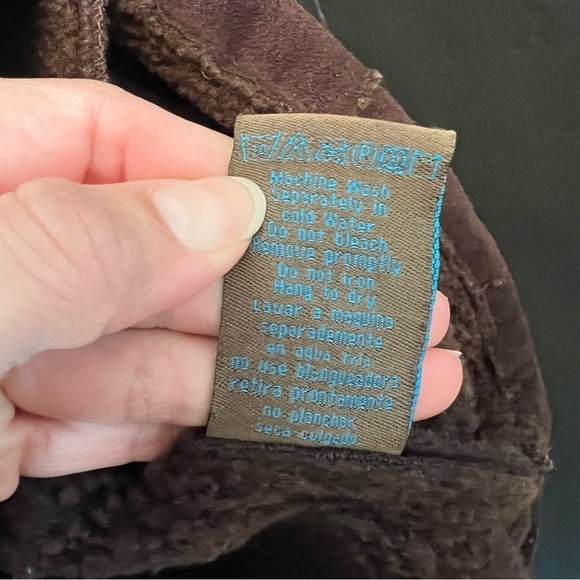 Machine Wash
Separately in
cold Water
Do not bleach
Remove promptly
Do not iron
Hang to dry
Lavar a maquina
separademente
en agua fria
no use blanqueadora
retira prontamente
no planchar
seca colgado